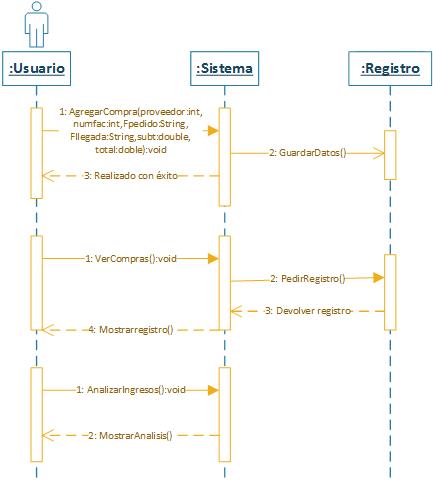 :Usuario
:Sistema
:Registro
1: AgregarCompra(proveedor:int,
numfac:int,Fpedido:String,
Fllegada:String,subt:double,
total:doble):void
2: GuardarDatos()
3: Realizado con éxito
1: VerCompras():void
2: PedirRegistro()
3: Devolver registro
4: Mostrarregistro()
1: AnalizarIngresos():void
2: MostrarAnalisis()